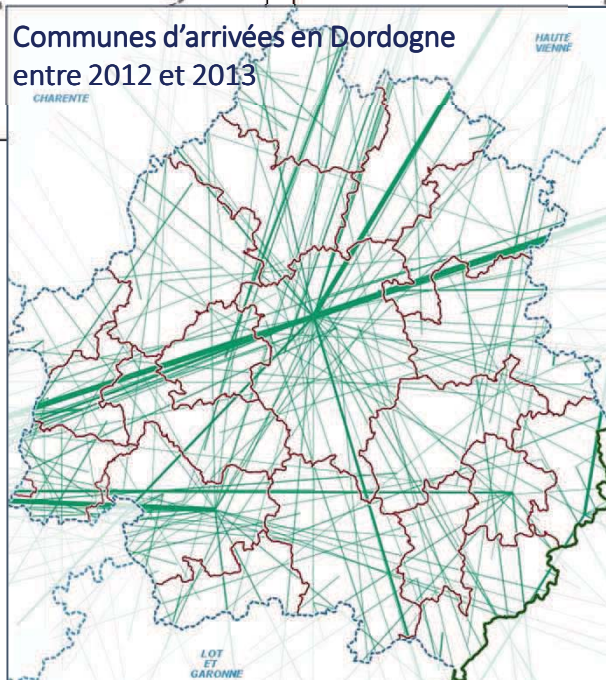 Communes d'arrivées en Dordogne
entre 2012 et 2013
HAUTE
VIENNE
CHARENTE
LOT
ET
GARONNE